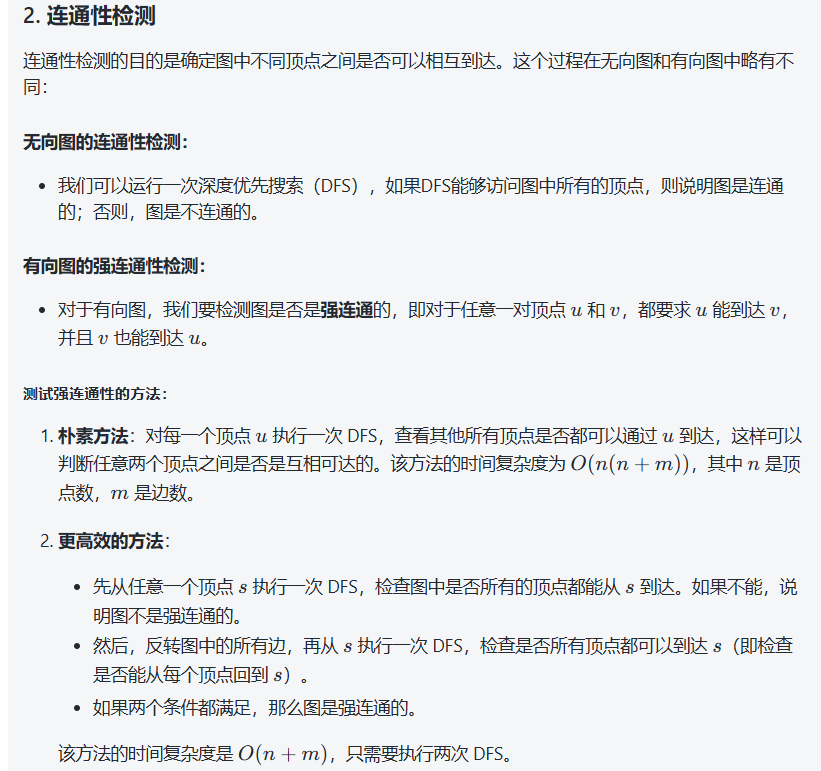 2. 连通性检测
连通性检测的目的是确定图中不同顶点之间是否可以相互到达。这个过程在无向图和有向图中略有不
同：
无向图的连通性检测：
• 我们可以运行一次深度优先搜索（DFS），如果DFS能够访问图中所有的顶点，则说明图是连通
的；否则，图是不连通的。
有向图的强连通性检测：
• 对于有向图，我们要检测图是否是强连通的，即对于任意一对顶点 u 和 v，都要求 u 能到达 v，
并且 v 也能到达 u。
测试强连通性的方法：
1. 朴素方法：对每一个顶点 u 执行一次 DFS，查看其他所有顶点是否都可以通过 u 到达，这样可以
判断任意两个顶点之间是否是互相可达的。该方法的时间复杂度为 O(n(n + m))，其中 n 是顶
点数，m 是边数。
2. 更高效的方法：
• 先从任意一个顶点 s 执行一次 DFS，检查图中是否所有的顶点都能从 s 到达。如果不能，说
明图不是强连通的。
• 然后，反转图中的所有边，再从 s 执行一次 DFS，检查是否所有顶点都可以到达 s（即检查
是否能从每个顶点回到 s）。
• 如果两个条件都满足，那么图是强连通的。
该方法的时间复杂度是 O(n + m)，只需要执行两次 DFS。